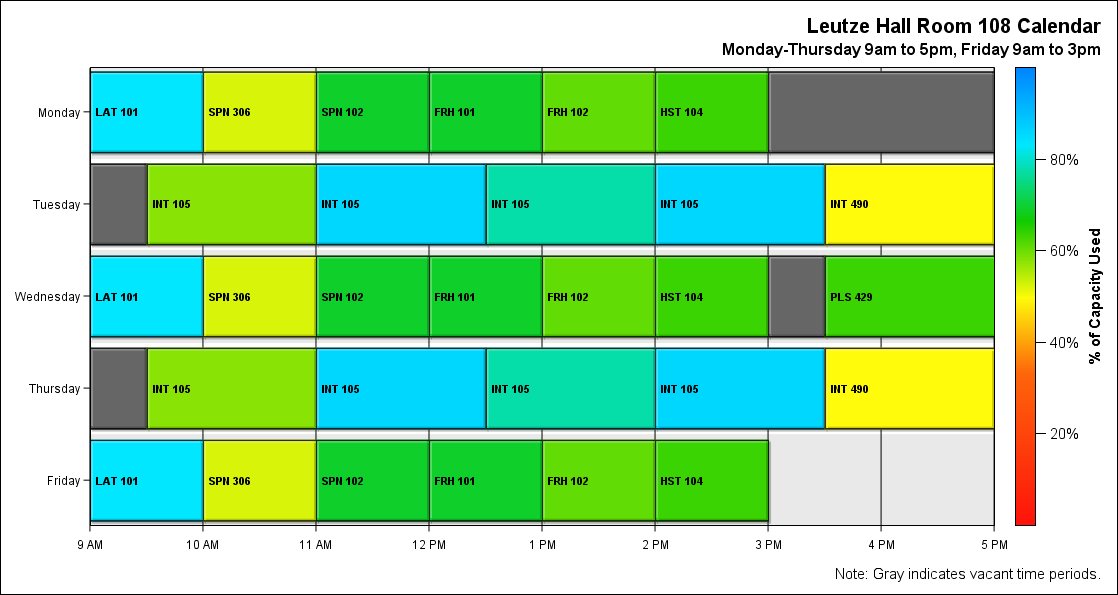 Leutze Hall Room 108 Calendar
Monday-Thursday 9am to 5pm, Friday 9am to 3pm
Monday
LAT 101
SPN 306
SPN 102
FRH 101
FRH 102
HST 104
Tuesday
INT 105
INT 105
INT 105
INT 105
INT 490
Wednesday
LAT 101
SPN 306
SPN 102
FRH 101
FRH 102
HST 104
PLS 429
Thursday
INT 105
INT 105
INT 105
INT 105
INT 490
Friday
LAT 101
SPN 306
SPN 102
FRH 101
FRH 102
HST 104
9 AM
10 AM
11 AM
12 PM
1 PM
2 PM
3 PM
4 PM
5 PM
80%
60%
40%
20%
% of Capacity Used
Note: Gray indicates vacant time periods.